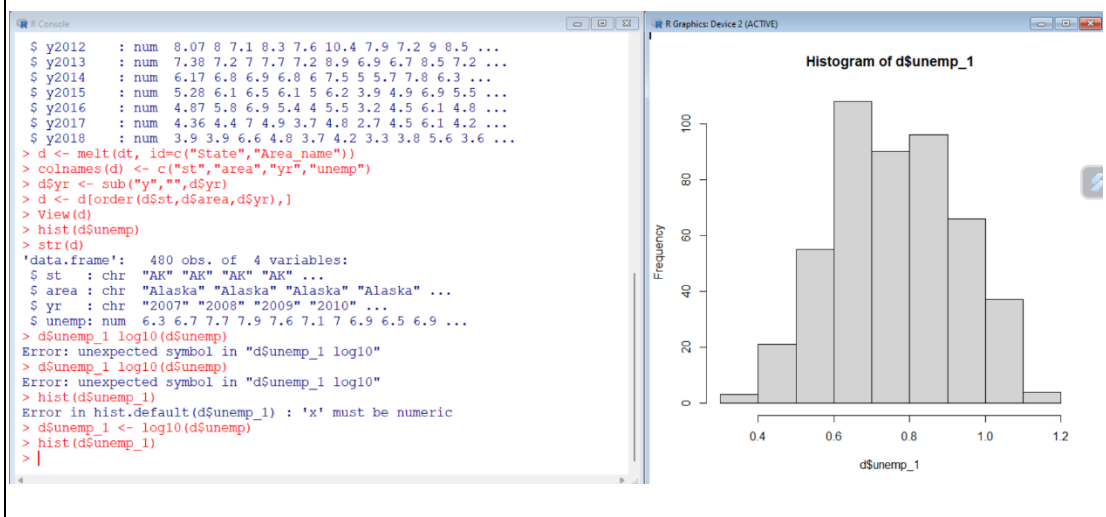 R Console
$ y2012 : num 8.07 8 7.1 8.3 7.6 10.4 7.9 7.2 9 8.5 ...
$ y2013 : num 7.38 7.2 7 7.7 7.2 8.9 6.9 6.7 8.5 7.2 ...
$ y2014 : num 6.17 6.8 6.9 6.8 6 7.5 5 5.7 7.8 6.3 ...
$ y2015 : num 5.28 6.1 6.5 6.1 5 6.2 3.9 4.9 6.9 5.5 ...
$ y2016 : num 4.87 5.8 6.9 5.4 4 5.5 3.2 4.5 6.1 4.8 ...
$ y2017 : num 4.36 4.4 7 4.9 3.7 4.8 2.7 4.5 6.1 4.2 ...
$ y2018 : num 3.9 3.9 6.6 4.8 3.7 4.2 3.3 3.8 5.6 3.6 ...
> d <- melt(dt, id=c("State","Area_name"))
> colnames(d) <- c("st","area","yr","unemp")
> d$yr <- sub("y","",d$yr)
> d <- d[order(d$st,d$area,d$yr),]
> View(d)
> hist(d$unemp)
> str(d)
'data.frame': 480 obs. of 4 variables:
$ st : chr "AK" "AK" "AK" "AK" ...
$ area : chr "Alaska" "Alaska" "Alaska" "Alaska" ...
$ yr : chr "2007" "2008" "2009" "2010" ...
$ unemp: num 6.3 6.7 7.7 7.9 7.6 7.1 7 6.9 6.5 6.9 ...
> d$unemp_1 log10(d$unemp)
Error: unexpected symbol in "d$unemp_1 log10"
> d$unemp_1 log10(d$unemp)
Error: unexpected symbol in "d$unemp_1 log10"
> hist(d$unemp_1)
Error in hist.default(d$unemp_1) : 'x' must be numeric
> d$unemp_1 <- log10(d$unemp)
> hist(d$unemp_1)
>
R Graphics: Device 2 (ACTIVE)
Histogram of d$unemp_1
Frequency
100
80
60
40
20
0
0.4 0.6 0.8 1.0 1.2
d$unemp_1